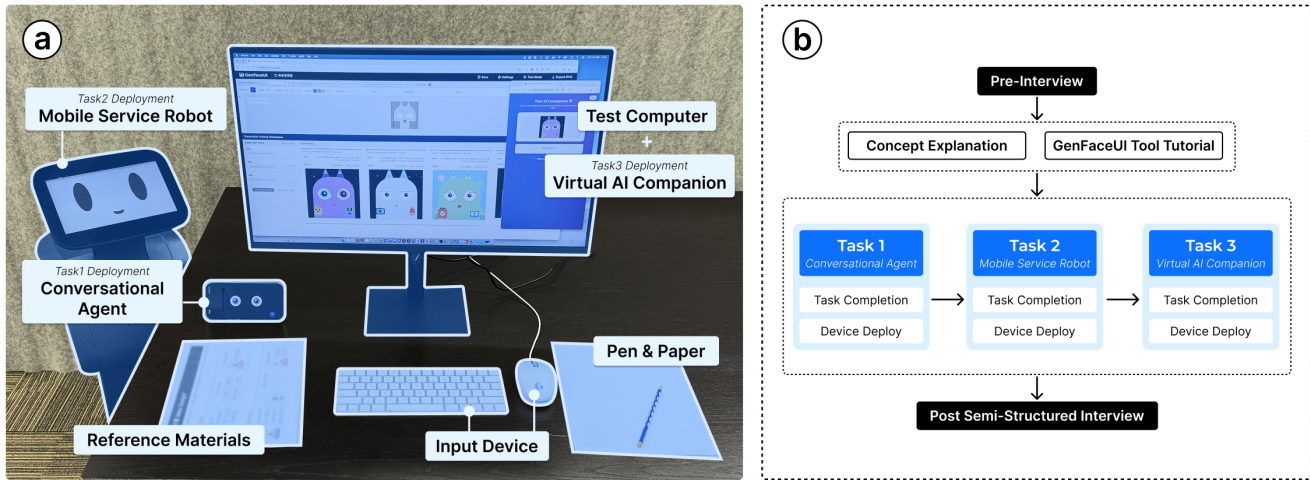 a
Task2 Deployment
Mobile Service Robot
Task1 Deployment
Conversational
Agent
Reference Materials
GenFaceUI
Test Computer
+
Task3 Deployment
Virtual AI Companion
Pen & Paper
Input Device
b
Pre-Interview
Concept Explanation
GenFaceUI Tool Tutorial
Task 1
Conversational Agent
Task Completion
Device Deploy
Task 2
Mobile Service Robot
Task Completion
Device Deploy
Task 3
Virtual AI Companion
Task Completion
Device Deploy
Post Semi-Structured Interview